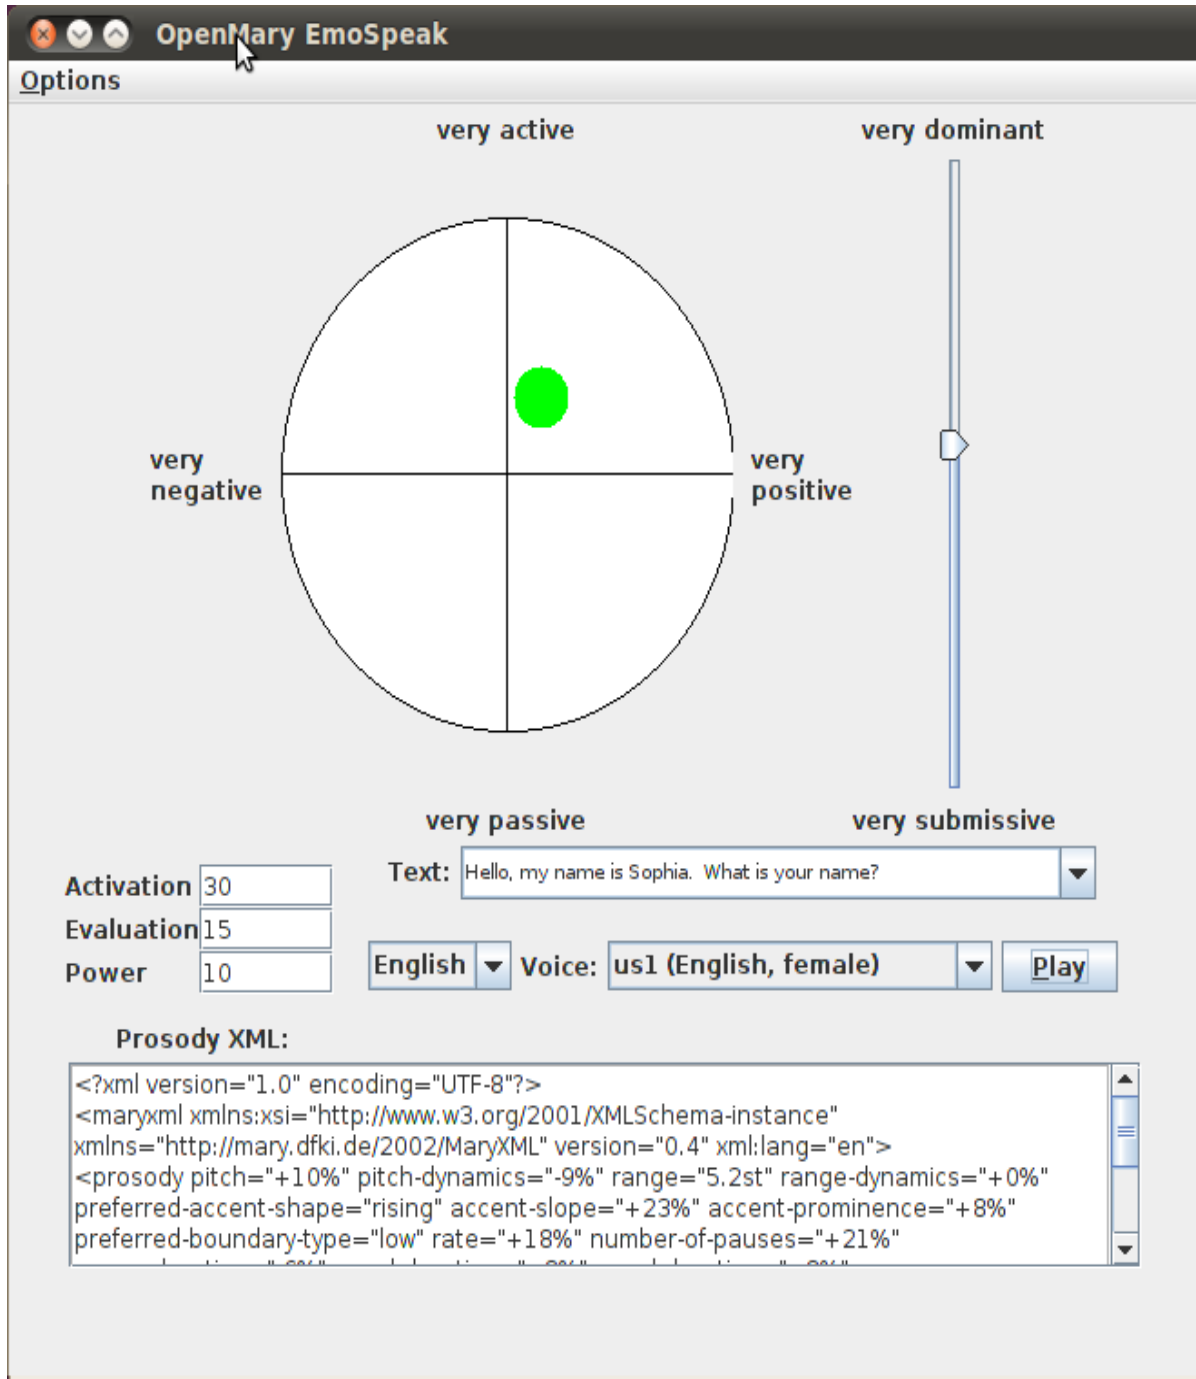 OpenMary EmoSpeak
Options
very active
very dominant
very
negative
very
positive
very passive
very submissive
Activation 30
Evaluation 15
Power 10
Text: Hello, my name is Sophia.  What is your name?
English Voice: us1 (English, female) Play
Prosody XML:
<?xml version="1.0" encoding="UTF-8"?>
<maryxml xmlns:xsi="http://www.w3.org/2001/XMLSchema-instance"
xmlns="http://mary.dfki.de/2002/MaryXML" version="0.4" xml:lang="en">
<prosody pitch="+10%" pitch-dynamics="-9%" range="5.2st" range-dynamics="+0%"
preferred-accent-shape="rising" accent-slope="+23%" accent-prominence="+8%"
preferred-boundary-type="low" rate="+18%" number-of-pauses="+21%"